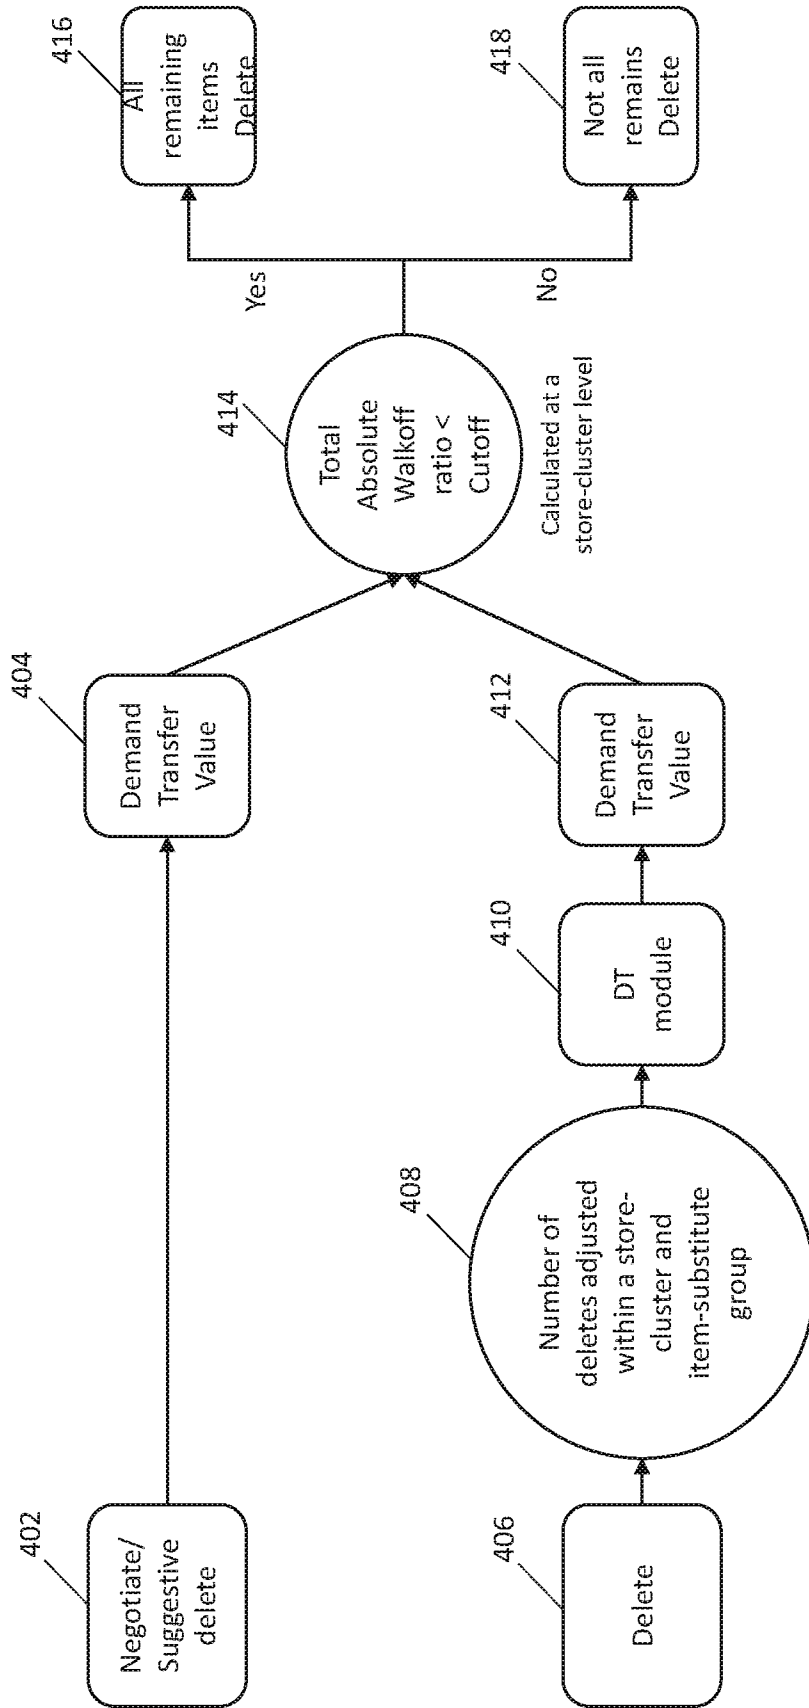 402
Negotiate/
Suggestive
delete
404
Demand
Transfer
Value
406
Delete
408
Number of
deletes adjusted
within a store-
cluster and
item-substitute
group
410
DT
module
412
Demand
Transfer
Value
414
Total
Absolute
Walkoff
ratio <
Cutoff
Calculated at a
store-cluster level
Yes
416
All
remaining
items
Delete
No
418
Not all
remains
Delete